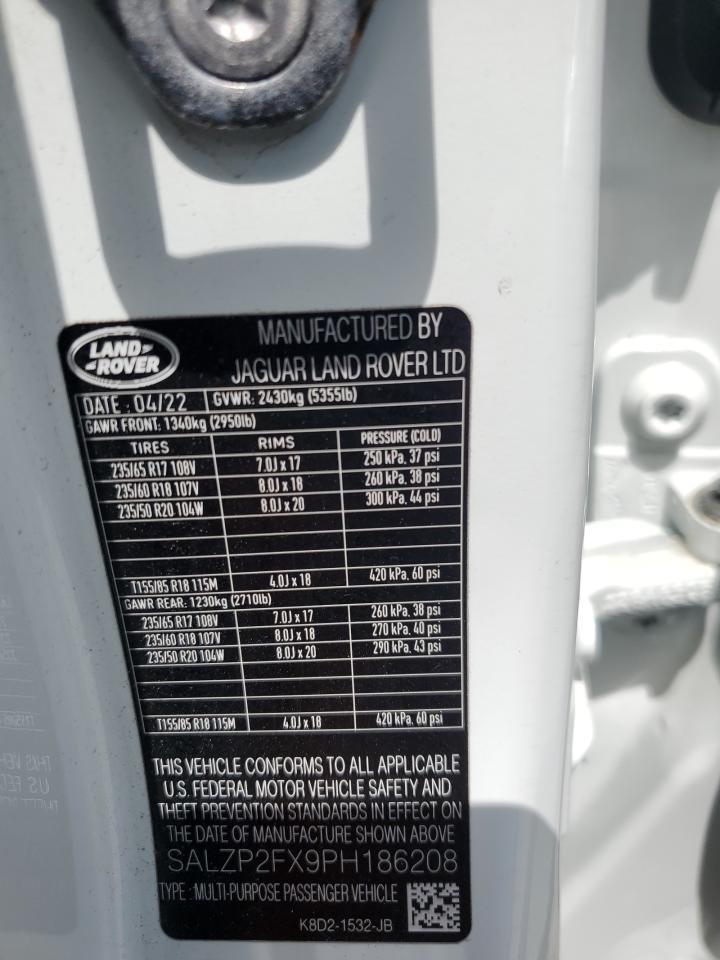 LAND ROVER
MANUFACTURED BY
JAGUAR LAND ROVER LTD
DATE : 04/22 GVWR: 2430kg (5355lb)
GAWR FRONT: 1340kg (2950lb)
TIRES RIMS PRESSURE (COLD)
235/65 R17 108V 7.0J x 17 250 kPa, 37 psi
235/60 R18 107V 8.0J x 18 260 kPa, 38 psi
235/50 R20 104W 8.0J x 20 300 kPa, 44 psi
T155/85 R18 115M 4.0J x 18 420 kPa, 60 psi
GAWR REAR: 1230kg (2710lb)
235/65 R17 108V 7.0J x 17 260 kPa, 38 psi
235/60 R18 107V 8.0J x 18 270 kPa, 40 psi
235/50 R20 104W 8.0J x 20 290 kPa, 43 psi
T155/85 R18 115M 4.0J x 18 420 kPa, 60 psi
THIS VEHICLE CONFORMS TO ALL APPLICABLE
U.S. FEDERAL MOTOR VEHICLE SAFETY AND
THEFT PREVENTION STANDARDS IN EFFECT ON
THE DATE OF MANUFACTURE SHOWN ABOVE
SALZP2FX9PH186208
TYPE : MULTI-PURPOSE PASSENGER VEHICLE
K8D2-1532-JB